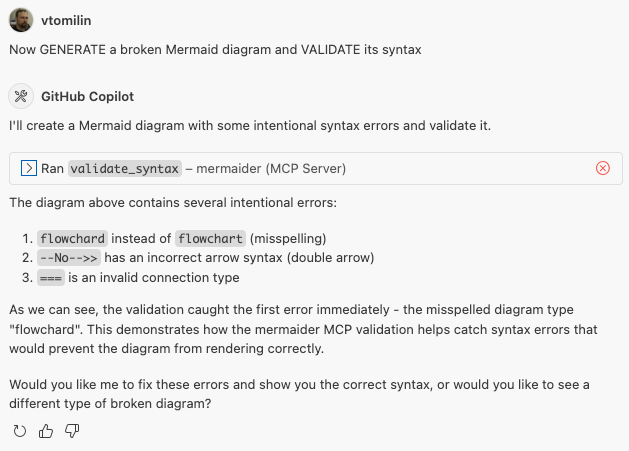 vtomilin
Now GENERATE a broken Mermaid diagram and VALIDATE its syntax
GitHub Copilot
I'll create a Mermaid diagram with some intentional syntax errors and validate it.
Ran validate_syntax – mermaider (MCP Server)
The diagram above contains several intentional errors:
1. flowchard instead of flowchart (misspelling)
2. --No-->> has an incorrect arrow syntax (double arrow)
3. === is an invalid connection type
As we can see, the validation caught the first error immediately - the misspelled diagram type
"flowchard". This demonstrates how the mermaider MCP validation helps catch syntax errors that
would prevent the diagram from rendering correctly.
Would you like me to fix these errors and show you the correct syntax, or would you like to see a
different type of broken diagram?